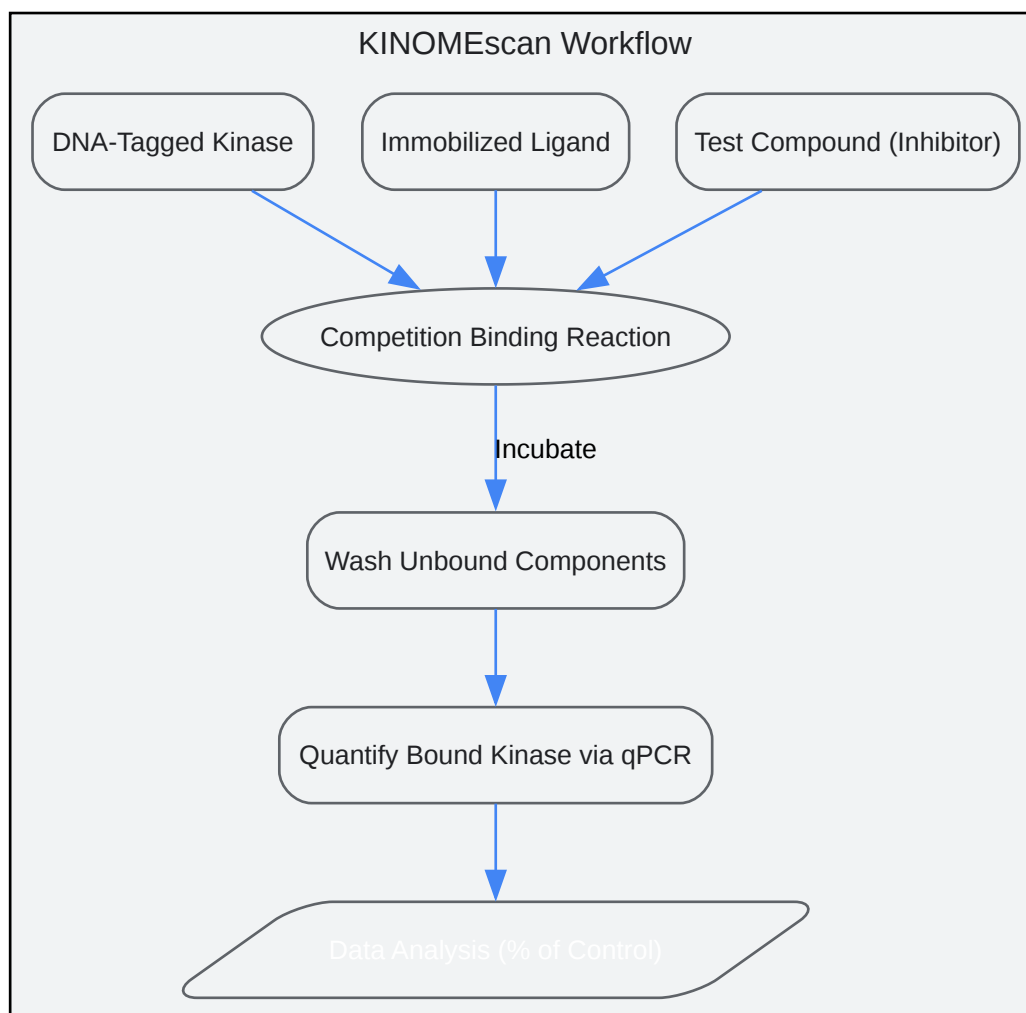 KINOMEscan Workflow
DNA-Tagged Kinase
Immobilized Ligand
Test Compound (Inhibitor)
Competition Binding Reaction
Incubate
Wash Unbound Components
Quantify Bound Kinase via qPCR
Data Analysis (% of Control)